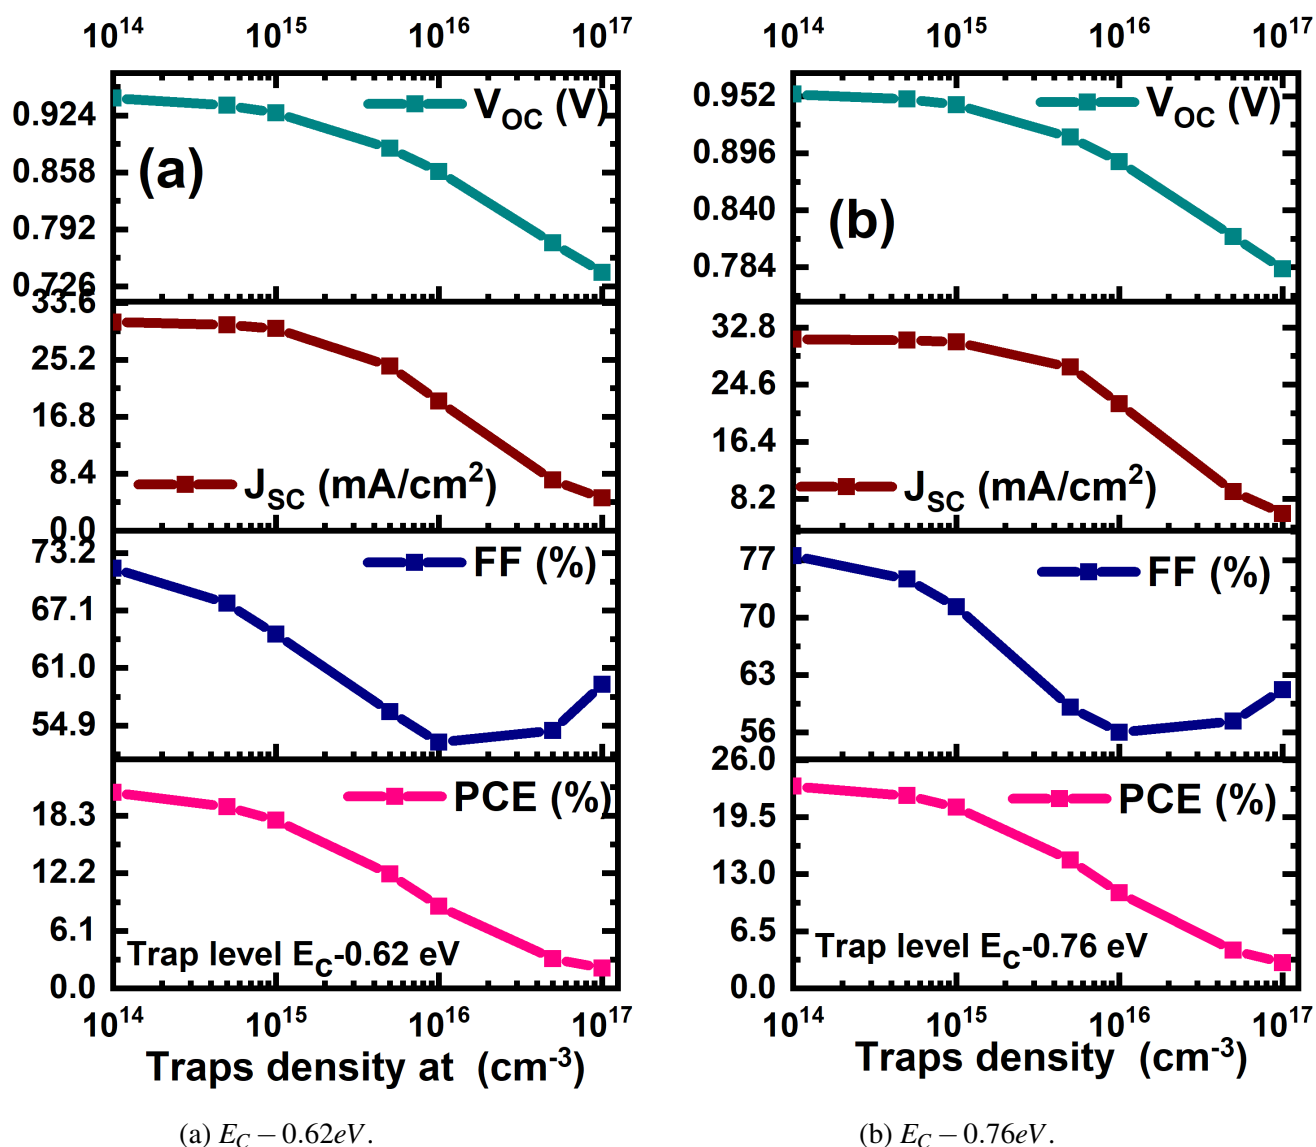 10^14 10^15 10^16 10^17
V_OC (V)
(a)
0.924
0.858
0.792
0.726
33.6
25.2
16.8
8.4
0.0
J_SC (mA/cm^2)
73.2
67.1
61.0
54.9
FF (%)
18.3
12.2
6.1
0.0
PCE (%)
Trap level E_C-0.62 eV
10^14 10^15 10^16 10^17
Traps density at (cm^-3)
(a) E_C − 0.62eV.
10^14 10^15 10^16 10^17
V_OC (V)
(b)
0.952
0.896
0.840
0.784
32.8
24.6
16.4
8.2
J_SC (mA/cm^2)
77
70
63
56
FF (%)
26.0
19.5
13.0
6.5
0.0
PCE (%)
Trap level E_C-0.76 eV
10^14 10^15 10^16 10^17
Traps density (cm^-3)
(b) E_C − 0.76eV.